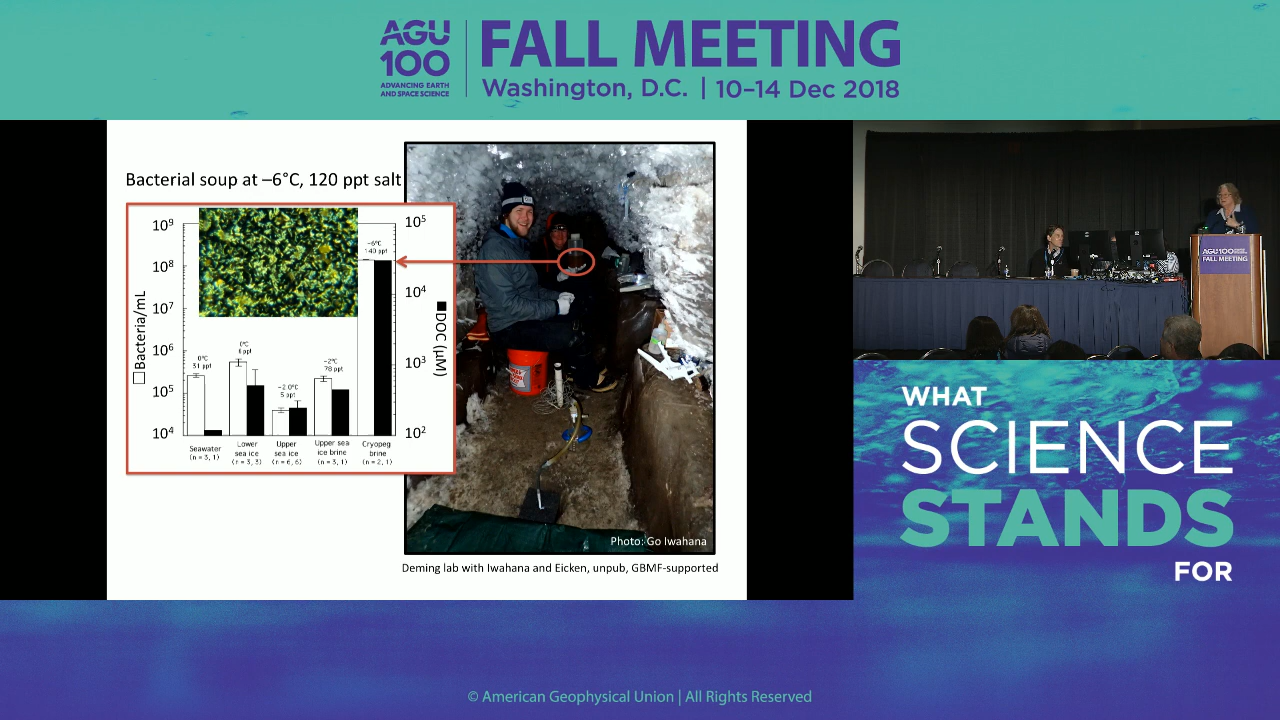 AGU
100
ADVANCING EARTH
AND SPACE SCIENCE
FALL MEETING
Washington, D.C. | 10–14 Dec 2018
Bacterial soup at –6°C, 120 ppt salt
Bacteria/mL
10⁹
10⁸
10⁷
10⁶
10⁵
10⁴
0°C
31 ppt
0°C
6 ppt
-2.0°C
5 ppt
-2°C
78 ppt
-6°C
140 ppt
Seawater
(n = 3, 1)
Lower
sea ice
(n = 3, 3)
Upper
sea ice
(n = 6, 6)
Upper sea
ice brine
(n = 3, 1)
Cryopeg
brine
(n = 2, 1)
10⁵
10⁴
10³
10²
DOC (µM)
Photo: Go Iwahana
Deming lab with Iwahana and Eicken, unpub, GBMF-supported
AGU100
FALL MEETING
WHAT
SCIENCE
STANDS
FOR
© American Geophysical Union | All Rights Reserved